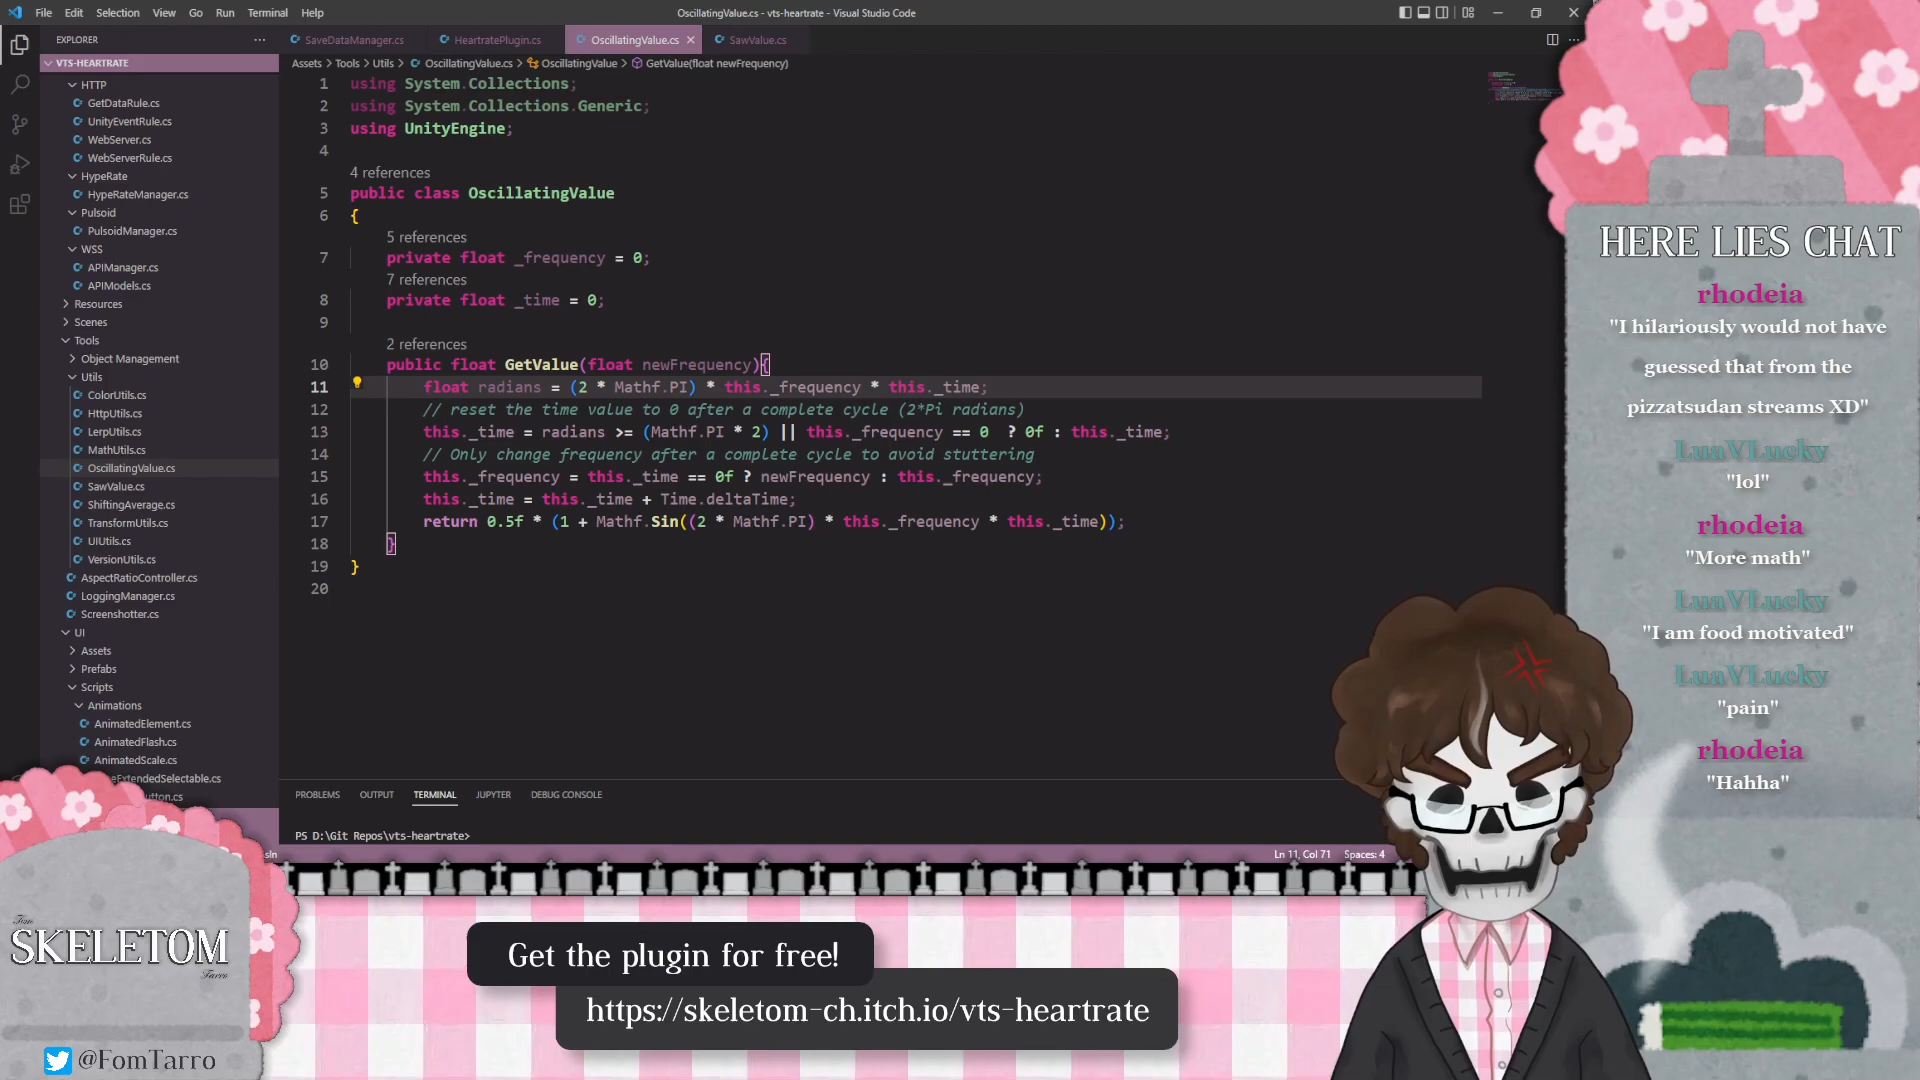 File Edit Selection View Go Run Terminal Help
OscillatingValue.cs - vts-heartrate - Visual Studio Code
EXPLORER
VTS-HEARTRATE
HTTP
GetDataRule.cs
UnityEventRule.cs
WebServer.cs
WebServerRule.cs
HypeRate
HypeRateManager.cs
Pulsoid
PulsoidManager.cs
WSS
APIManager.cs
APIModels.cs
Resources
Scenes
Tools
Object Management
Utils
ColorUtils.cs
HttpUtils.cs
LerpUtils.cs
MathUtils.cs
OscillatingValue.cs
SawValue.cs
ShiftingAverage.cs
TransformUtils.cs
UIUtils.cs
VersionUtils.cs
AspectRatioController.cs
LoggingManager.cs
Screenshotter.cs
UI
Assets
Prefabs
Scripts
Animations
AnimatedElement.cs
AnimatedFlash.cs
AnimatedScale.cs
eExtendedSelectable.cs
utton.cs
sln
SaveDataManager.cs HeartratePlugin.cs OscillatingValue.cs SawValue.cs
Assets > Tools > Utils > OscillatingValue.cs > OscillatingValue > GetValue(float newFrequency)
1 using System.Collections;
2 using System.Collections.Generic;
3 using UnityEngine;
4
4 references
5 public class OscillatingValue
6 {
5 references
7 private float _frequency = 0;
7 references
8 private float _time = 0;
9
2 references
10 public float GetValue(float newFrequency){
11 float radians = (2 * Mathf.PI) * this._frequency * this._time;
12 // reset the time value to 0 after a complete cycle (2*Pi radians)
13 this._time = radians >= (Mathf.PI * 2) || this._frequency == 0  ? 0f : this._time;
14 // Only change frequency after a complete cycle to avoid stuttering
15 this._frequency = this._time == 0f ? newFrequency : this._frequency;
16 this._time = this._time + Time.deltaTime;
17 return 0.5f * (1 + Mathf.Sin((2 * Mathf.PI) * this._frequency * this._time));
18 }
19 }
20
PROBLEMS OUTPUT TERMINAL JUPYTER DEBUG CONSOLE
PS D:\Git Repos\vts-heartrate>
Ln 11, Col 71 Spaces: 4
HERE LIES CHAT
rhodeia
"I hilariously would not have
guessed that from the
pizzatsudan streams XD"
LuaVLucky
"lol"
rhodeia
"More math"
LuaVLucky
"I am food motivated"
LuaVLucky
"pain"
rhodeia
"Hahha"
Tom
SKELETOM
Tarro
@FomTarro
Get the plugin for free!
https://skeletom-ch.itch.io/vts-heartrate